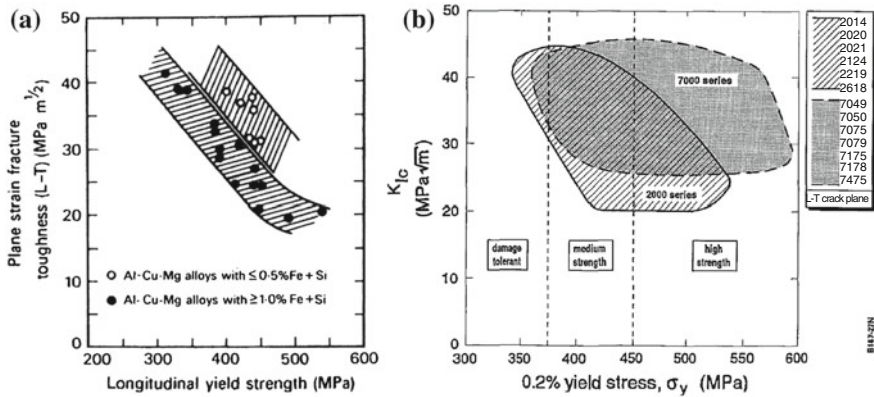 (a)
50
40
30
20
10
0
Plane strain fracture
toughness (L-T) (MPa m½)
○ Al-Cu-Mg alloys with ≤0·5%Fe+Si
● Al-Cu-Mg alloys with ≥1·0%Fe+Si
200
300
400
500
600
Longitudinal yield strength (MPa)
(b)
50
40
30
20
10
0
KIc
(MPa√m)
7000 series
2000 series
damage
tolerant
medium
strength
high
strength
300
400
450
500
550
600
0.2% yield stress, σy (MPa)
2014
2020
2021
2124
2219
2618
7049
7050
7075
7079
7175
7178
7475
L-T crack plane